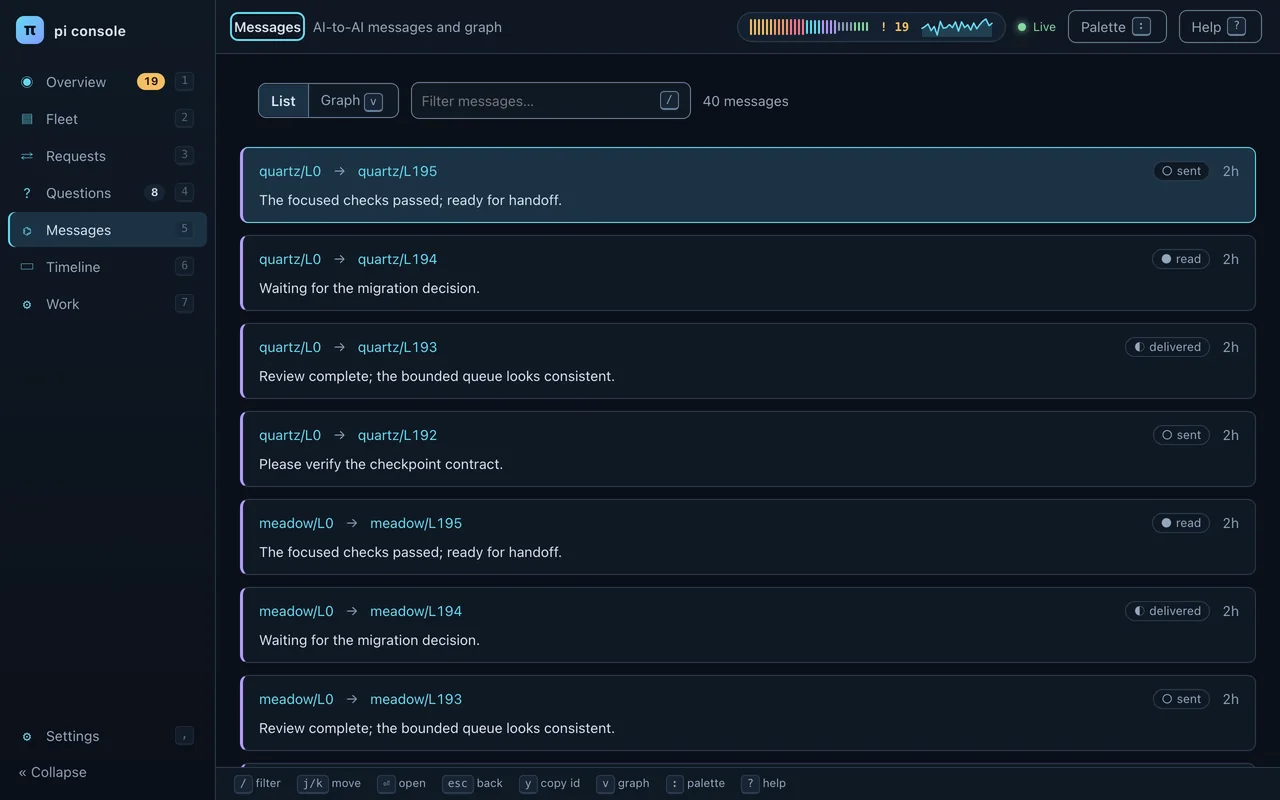 π pi console
Overview 19 1
Fleet 2
Requests 3
? Questions 8 4
Messages 5
Timeline 6
Work 7
Settings ,
« Collapse
Messages AI-to-AI messages and graph ! 19 Live Palette : Help ?
List Graph v Filter messages... / 40 messages
quartz/L0 → quartz/L195 sent 2h
The focused checks passed; ready for handoff.
quartz/L0 → quartz/L194 read 2h
Waiting for the migration decision.
quartz/L0 → quartz/L193 delivered 2h
Review complete; the bounded queue looks consistent.
quartz/L0 → quartz/L192 sent 2h
Please verify the checkpoint contract.
meadow/L0 → meadow/L195 read 2h
The focused checks passed; ready for handoff.
meadow/L0 → meadow/L194 delivered 2h
Waiting for the migration decision.
meadow/L0 → meadow/L193 sent 2h
Review complete; the bounded queue looks consistent.
/ filter j/k move ⏎ open esc back y copy id v graph : palette ? help